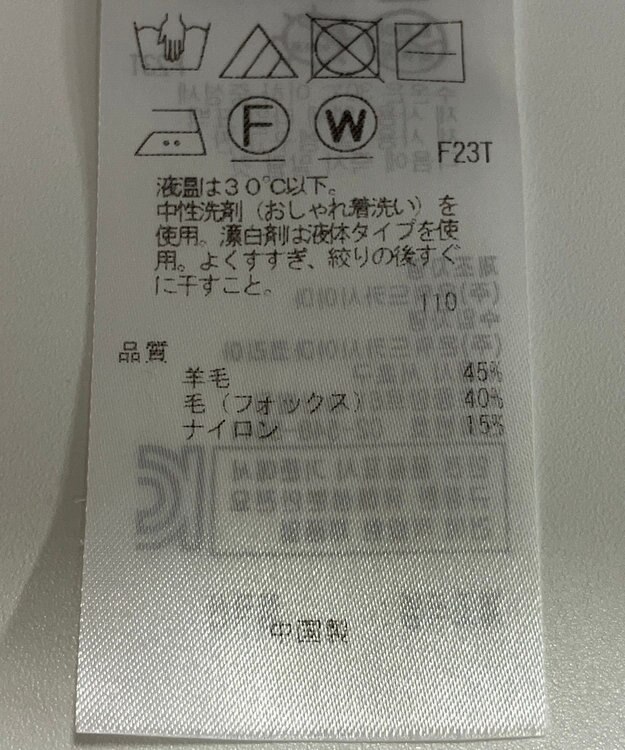 F
W
F23T
液温は30℃以下。
中性洗剤（おしゃれ着洗い）を
使用。漂白剤は液体タイプを使
用。よくすすぎ、絞りの後すぐ
に干すこと。
110
品質
羊毛 45%
毛（フォックス） 40%
ナイロン 15%
中国製